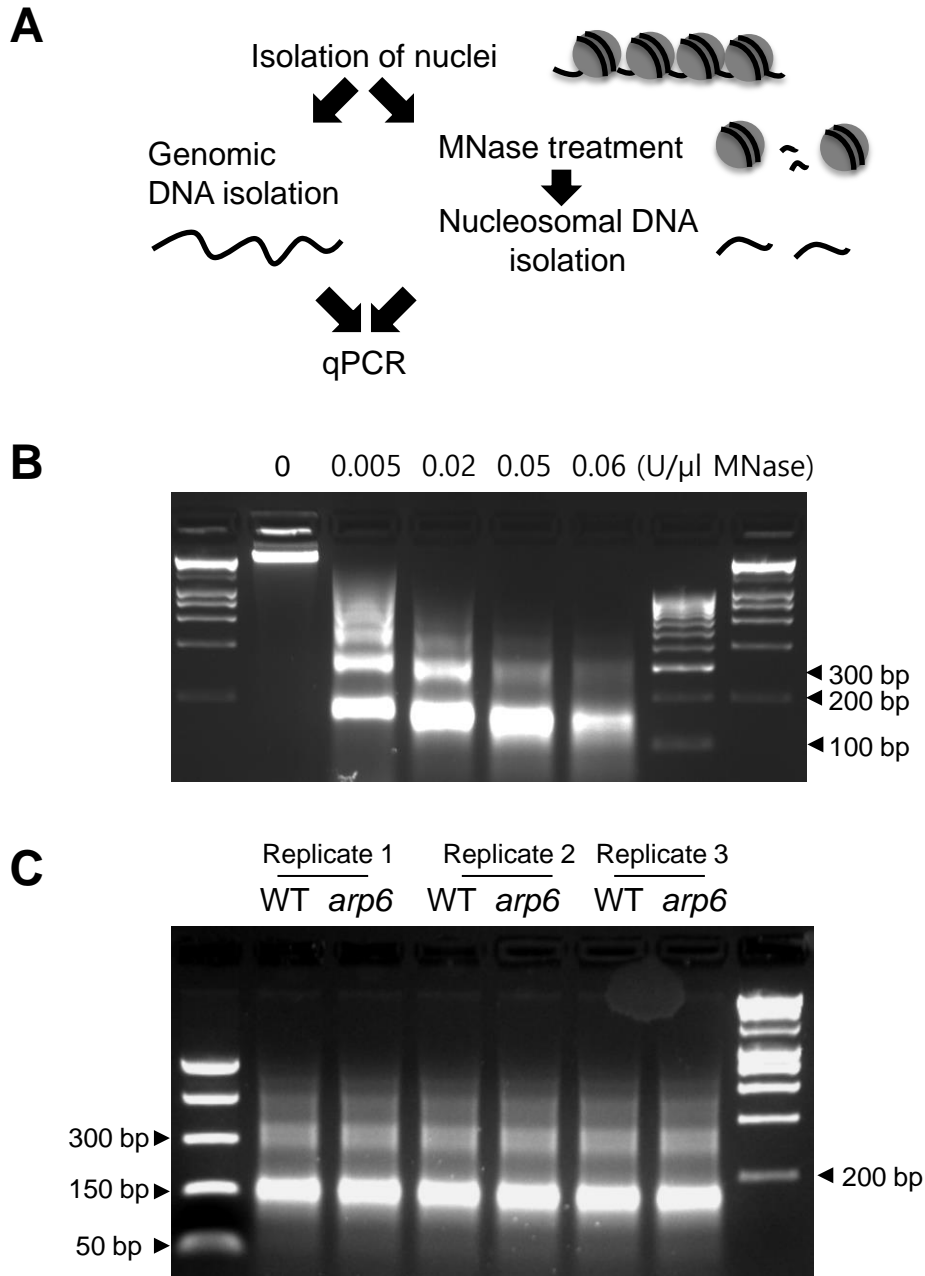 A
Isolation of nuclei
Genomic
DNA isolation
MNase treatment
Nucleosomal DNA
isolation
qPCR
B
0 0.005 0.02 0.05 0.06 (U/µl MNase)
300 bp
200 bp
100 bp
C
Replicate 1 Replicate 2 Replicate 3
WT arp6 WT arp6 WT arp6
300 bp
150 bp
50 bp
200 bp